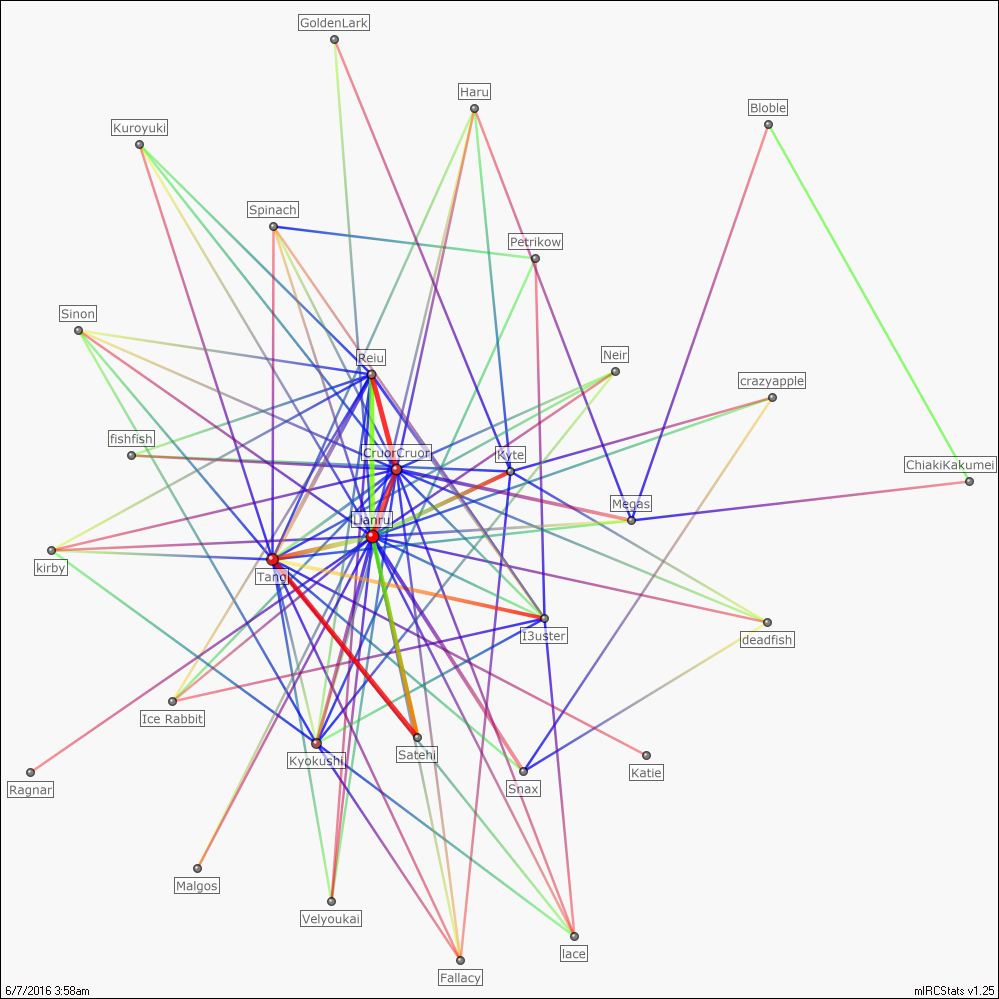 GoldenLark
Haru
Bloble
Kuroyuki
Spinach
Petrikow
Sinon
Reiu
Neir
crazyapple
fishfish
CruorCruor
Kyte
ChiakiKakumei
Megas
Lianru
kirby
Tang
I3uster
deadfish
Ice Rabbit
Kyokushi
Satehi
Katie
Ragnar
Snax
Malgos
Velyoukai
lace
Fallacy
6/7/2016 3:58am
mIRCStats v1.25